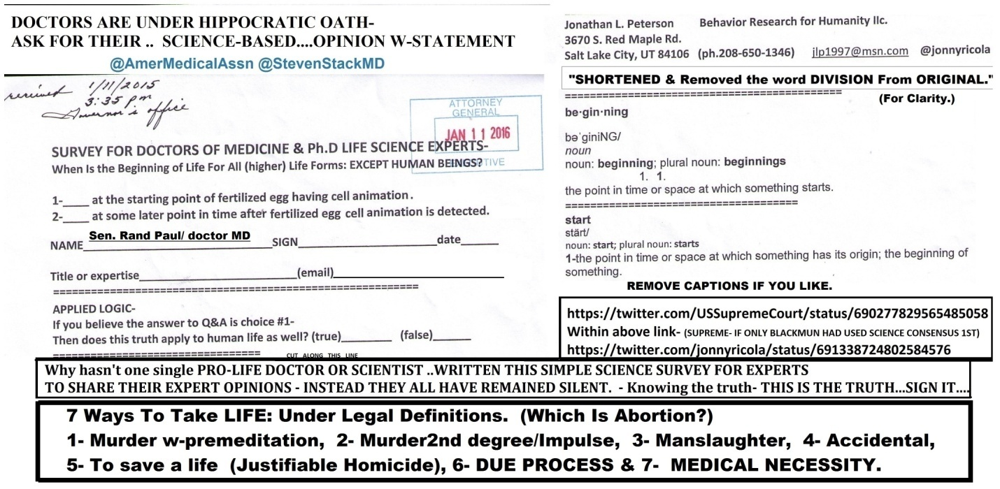 DOCTORS ARE UNDER HIPPOCRATIC OATH-
ASK FOR THEIR .. SCIENCE-BASED....OPINION W-STATEMENT
@AmerMedicalAssn @StevenStackMD
received 1/11/2015
3:35 Pm
Governor's office
ATTORNEY
GENERAL
JAN 11 2016
SURVEY FOR DOCTORS OF MEDICINE & Ph.D LIFE SCIENCE EXPERTS-
When Is the Beginning of Life For All (higher) Life Forms: EXCEPT HUMAN BEINGS?
1-____ at the starting point of fertilized egg having cell animation.
2-____ at some later point in time after fertilized egg cell animation is detected.
NAME Sen. Rand Paul/ doctor MD SIGN____________________date______
Title or expertise____________________(email)____________________
==========================================================
APPLIED LOGIC-
If you believe the answer to Q&A is choice #1-
Then does this truth apply to human life as well? (true)________ (false)______
================================= CUT ALONG THIS LINE
Jonathan L. Peterson Behavior Research for Humanity llc.
3670 S. Red Maple Rd.
Salt Lake City, UT 84106 (ph.208-650-1346) jlp1997@msn.com @jonnyricola
"SHORTENED & Removed the word DIVISION From ORIGINAL."
=============================================
(For Clarity.)
be·gin·ning
bəˈginiNG/
noun
noun: beginning; plural noun: beginnings
1. 1.
the point in time or space at which something starts.
=====================================
start
stärt/
noun: start; plural noun: starts
1-the point in time or space at which something has its origin; the beginning of
something.
REMOVE CAPTIONS IF YOU LIKE.
https://twitter.com/USSupremeCourt/status/690277829565485058
Within above link- (SUPREME- IF ONLY BLACKMUN HAD USED SCIENCE CONSENSUS 1ST)
https://twitter.com/jonnyricola/status/691338724802584576
Why hasn't one single PRO-LIFE DOCTOR OR SCIENTIST ..WRITTEN THIS SIMPLE SCIENCE SURVEY FOR EXPERTS
TO SHARE THEIR EXPERT OPINIONS - INSTEAD THEY ALL HAVE REMAINED SILENT. - Knowing the truth- THIS IS THE TRUTH...SIGN IT....
7 Ways To Take LIFE: Under Legal Definitions. (Which Is Abortion?)
1- Murder w-premeditation, 2- Murder2nd degree/Impulse, 3- Manslaughter, 4- Accidental,
5- To save a life (Justifiable Homicide), 6- DUE PROCESS & 7- MEDICAL NECESSITY.